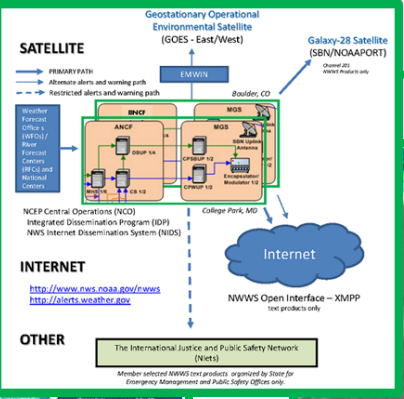 Geostationary Operational
Environmental Satellite
(GOES - East/West)
SATELLITE
Galaxy-28 Satellite
(SBN/NOAAPORT)
Channel 201
NWWS Products only
PRIMARY PATH
Alternate alerts and warning path
Restricted alerts and warning path
EMWIN
Boulder, CO
Weather
Forecast
Office s
(WFOs) /
River
Forecast
Centers
(RFCs) and
National
Centers
BNCF
MGS
ANCF
MGS
SBN Uplink
Antenna
DSUP 1/4
CPSBUP 1/2
CPWUP 1/2
Encapsulator/
Modulator 1/2
CS 1/2
NCEP Central Operations (NCO)
Integrated Dissemination Program (IDP)
NWS Internet Dissemination System (NIDS)
College Park, MD
INTERNET
Internet
http://www.nws.noaa.gov/nwws
http://alerts.weather.gov
NWWS Open Interface – XMPP
text products only
OTHER
The International Justice and Public Safety Network
(Nlets)
Member selected NWWS text products organized by State for
Emergency Management and Public Safety Offices only.